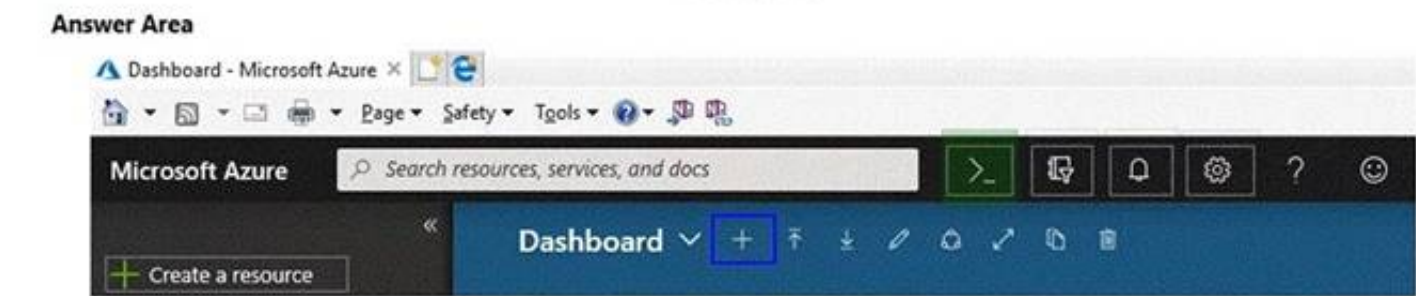 Answer Area
Dashboard - Microsoft Azure ×
Page Safety Tools ?
Microsoft Azure Search resources, services, and docs >_ ?
« Dashboard
Create a resource